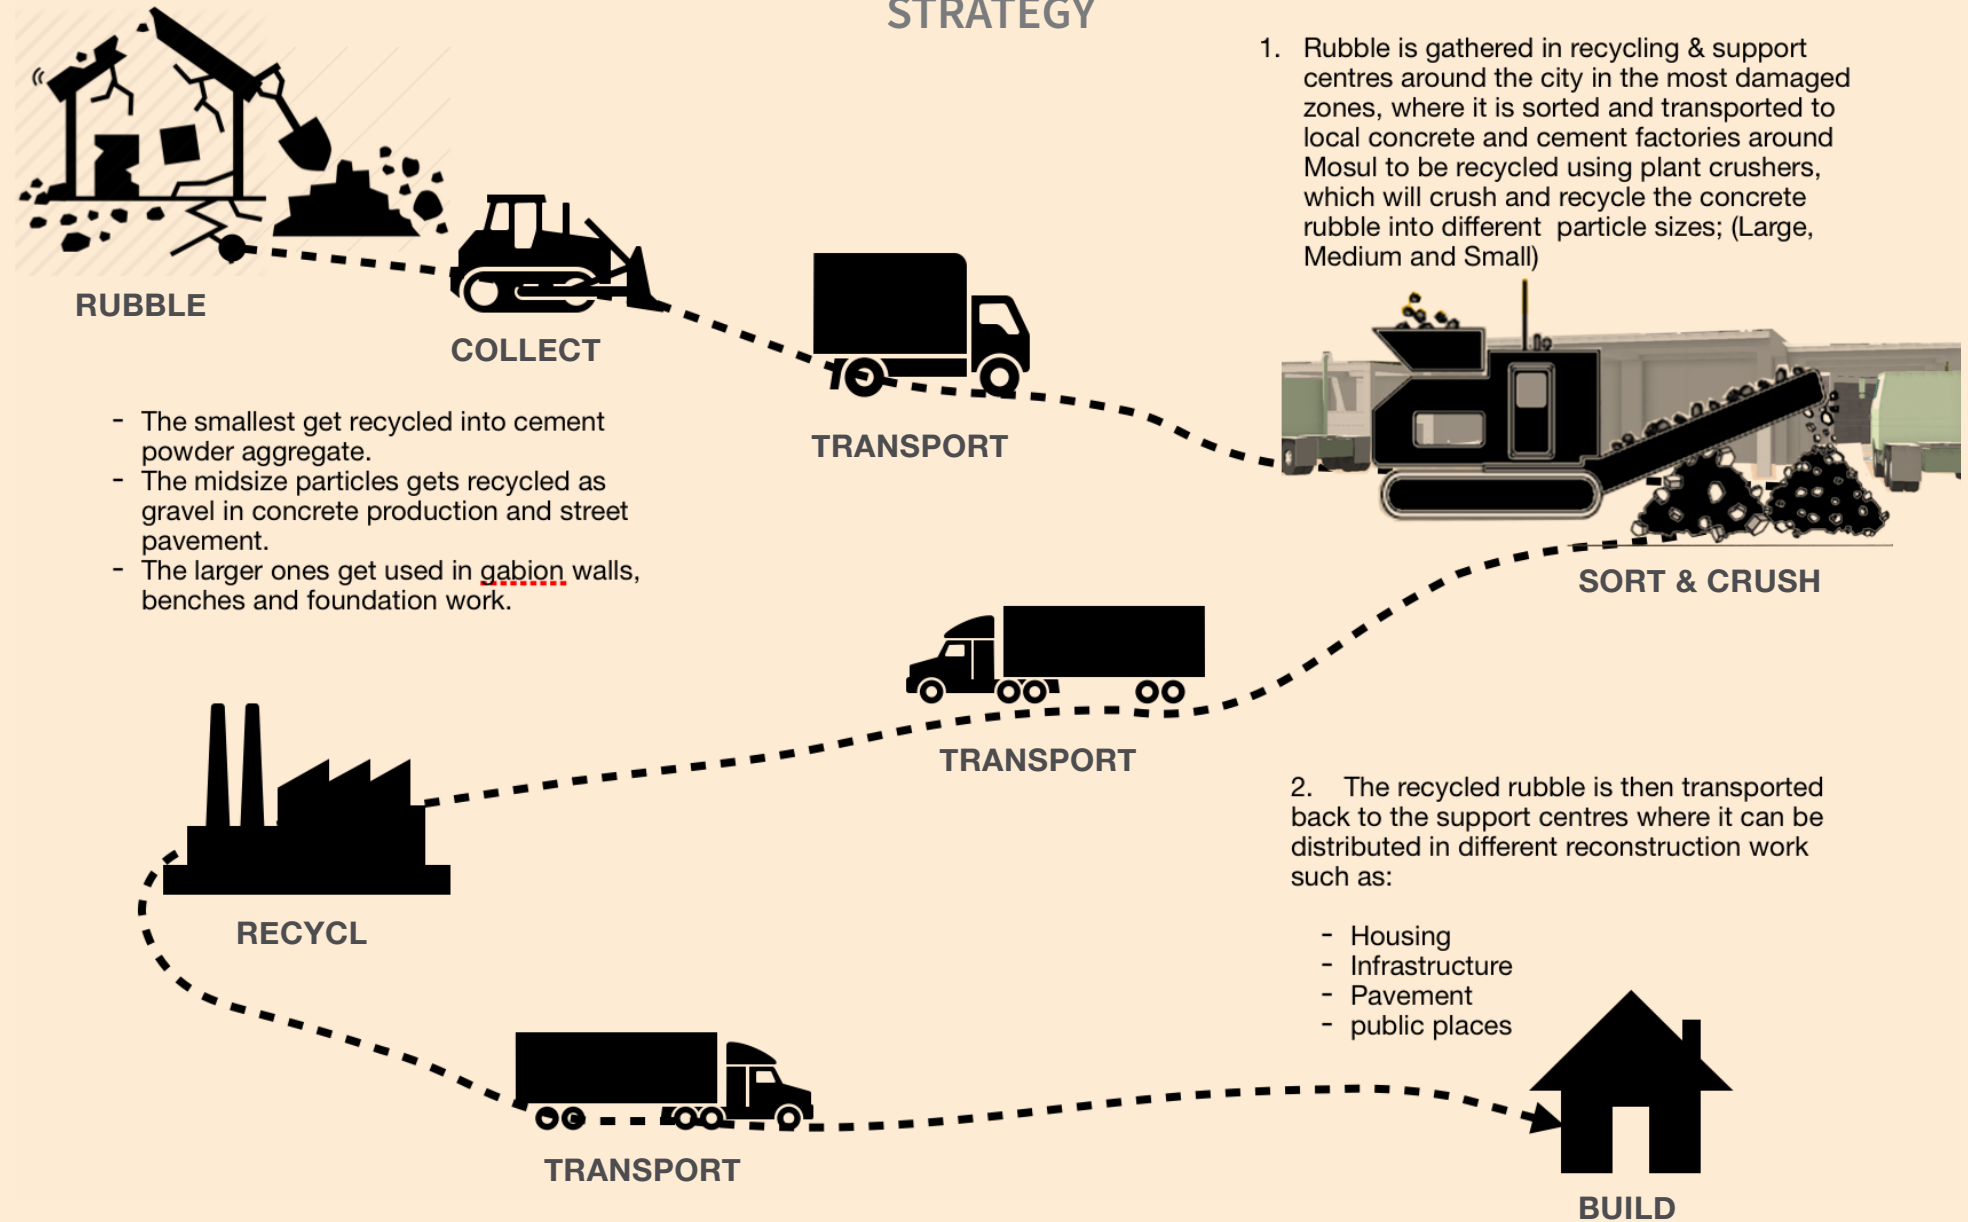 STRATEGY
1. Rubble is gathered in recycling & support
centres around the city in the most damaged
zones, where it is sorted and transported to
local concrete and cement factories around
Mosul to be recycled using plant crushers,
which will crush and recycle the concrete
rubble into different particle sizes; (Large,
Medium and Small)
RUBBLE
COLLECT
TRANSPORT
SORT & CRUSH
- The smallest get recycled into cement
powder aggregate.
- The midsize particles gets recycled as
gravel in concrete production and street
pavement.
- The larger ones get used in gabion walls,
benches and foundation work.
TRANSPORT
RECYCL
2. The recycled rubble is then transported
back to the support centres where it can be
distributed in different reconstruction work
such as:
- Housing
- Infrastructure
- Pavement
- public places
TRANSPORT
BUILD